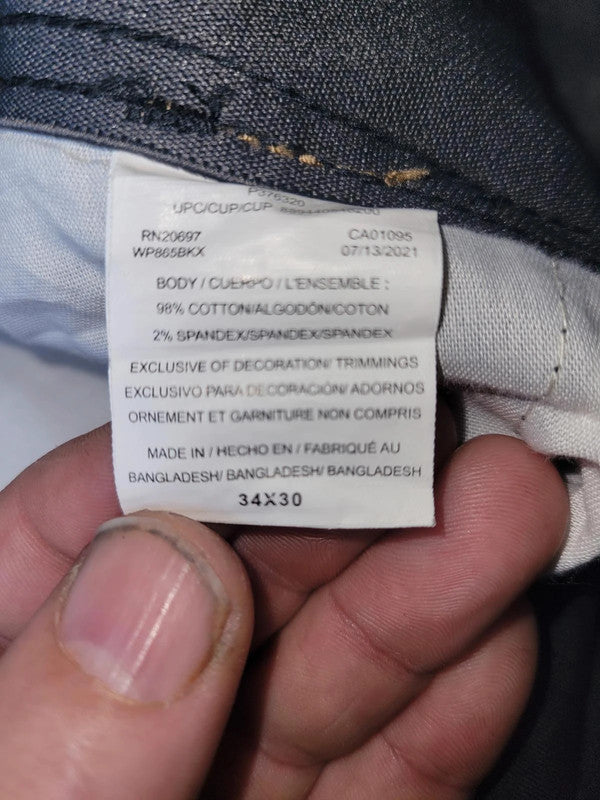 P376320
UPC/CUP/CUP
RN20697 CA01095
WP865BKX 07/13/2021
BODY / CUERPO / L'ENSEMBLE :
98% COTTON/ALGODÓN/COTON
2% SPANDEX/SPANDEX/SPANDEX
EXCLUSIVE OF DECORATION/ TRIMMINGS
EXCLUSIVO PARA DECORACIÓN/ ADORNOS
ORNEMENT ET GARNITURE NON COMPRIS
MADE IN / HECHO EN / FABRIQUÉ AU
BANGLADESH/ BANGLADESH/ BANGLADESH
34X30